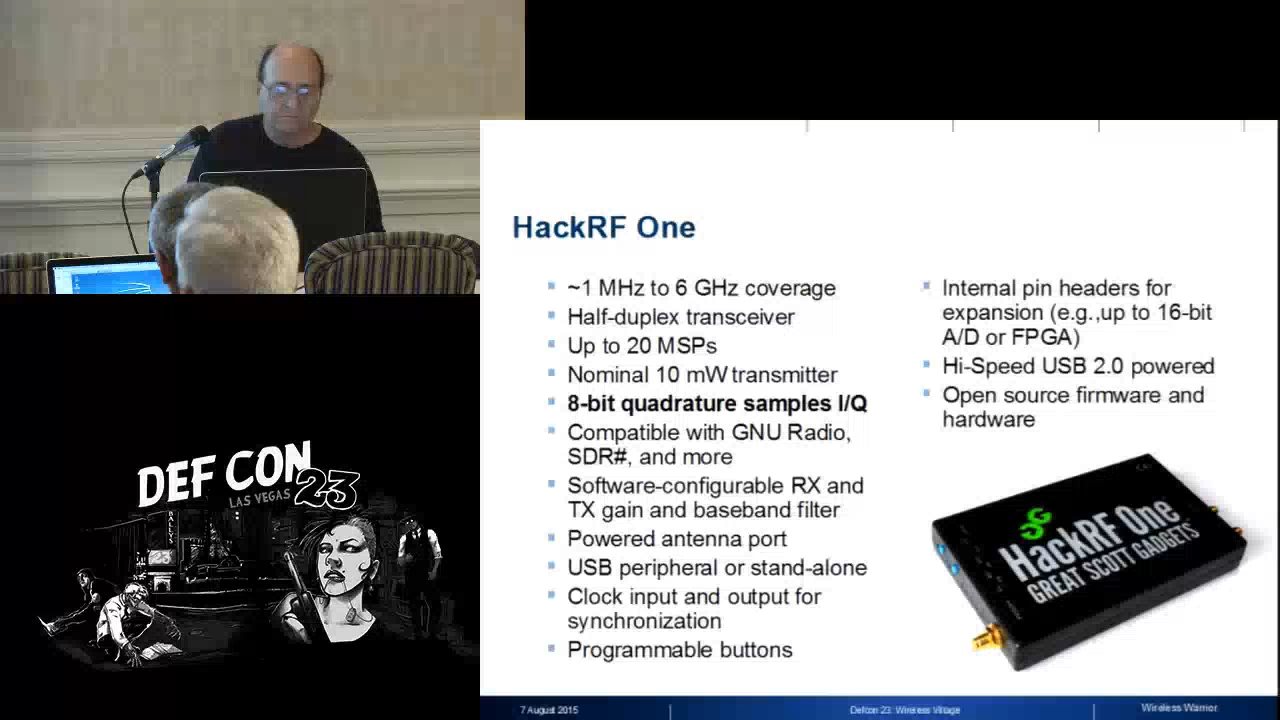 HackRF One
~1 MHz to 6 GHz coverage
Half-duplex transceiver
Up to 20 MSPs
Nominal 10 mW transmitter
8-bit quadrature samples I/Q
Compatible with GNU Radio,
SDR#, and more
Software-configurable RX and
TX gain and baseband filter
Powered antenna port
USB peripheral or stand-alone
Clock input and output for
synchronization
Programmable buttons
Internal pin headers for
expansion (e.g.,up to 16-bit
A/D or FPGA)
Hi-Speed USB 2.0 powered
Open source firmware and
hardware
HackRF One
GREAT SCOTT GADGETS
7 August 2015
Defcon 23: Wireless Village
Wireless Warrior
DEF CON
LAS VEGAS 23
BALLY'S
23